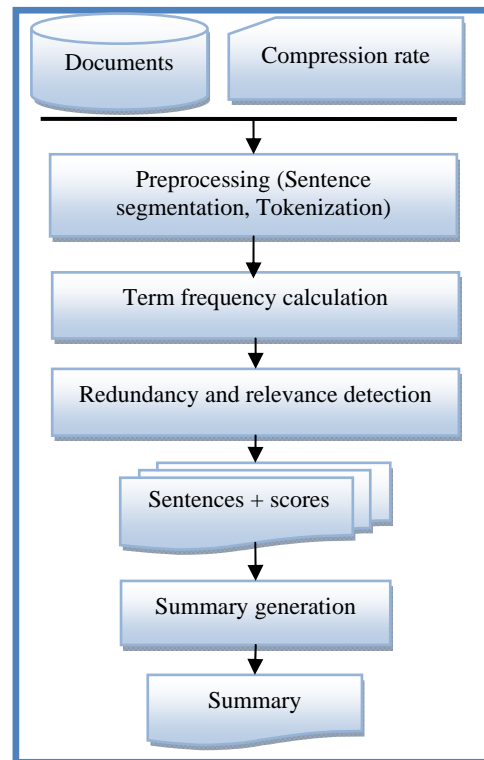 Documents
Compression rate
Preprocessing (Sentence
segmentation, Tokenization)
Term frequency calculation
Redundancy and relevance detection
Sentences + scores
Summary generation
Summary